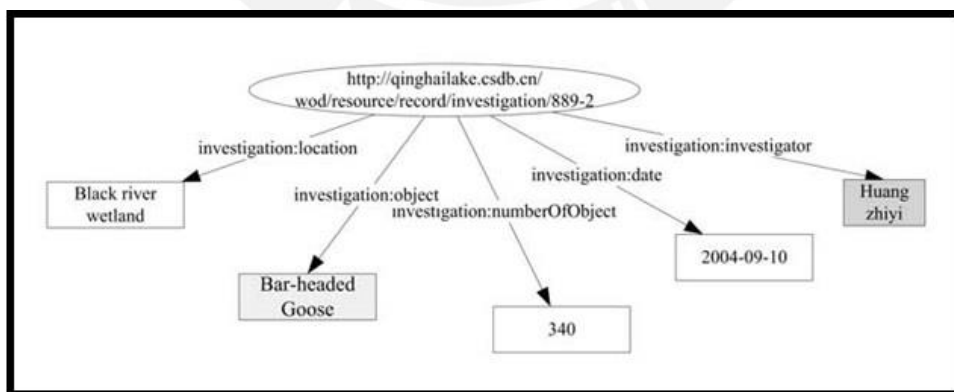 http://qinghailake.csdb.cn/
wod/resource/record/investigation/889-2
investigation:location
investigation:investigator
investigation:date
investigation:object
investigation:numberOfObject
Black river
wetland
Huang
zhiyi
2004-09-10
Bar-headed
Goose
340